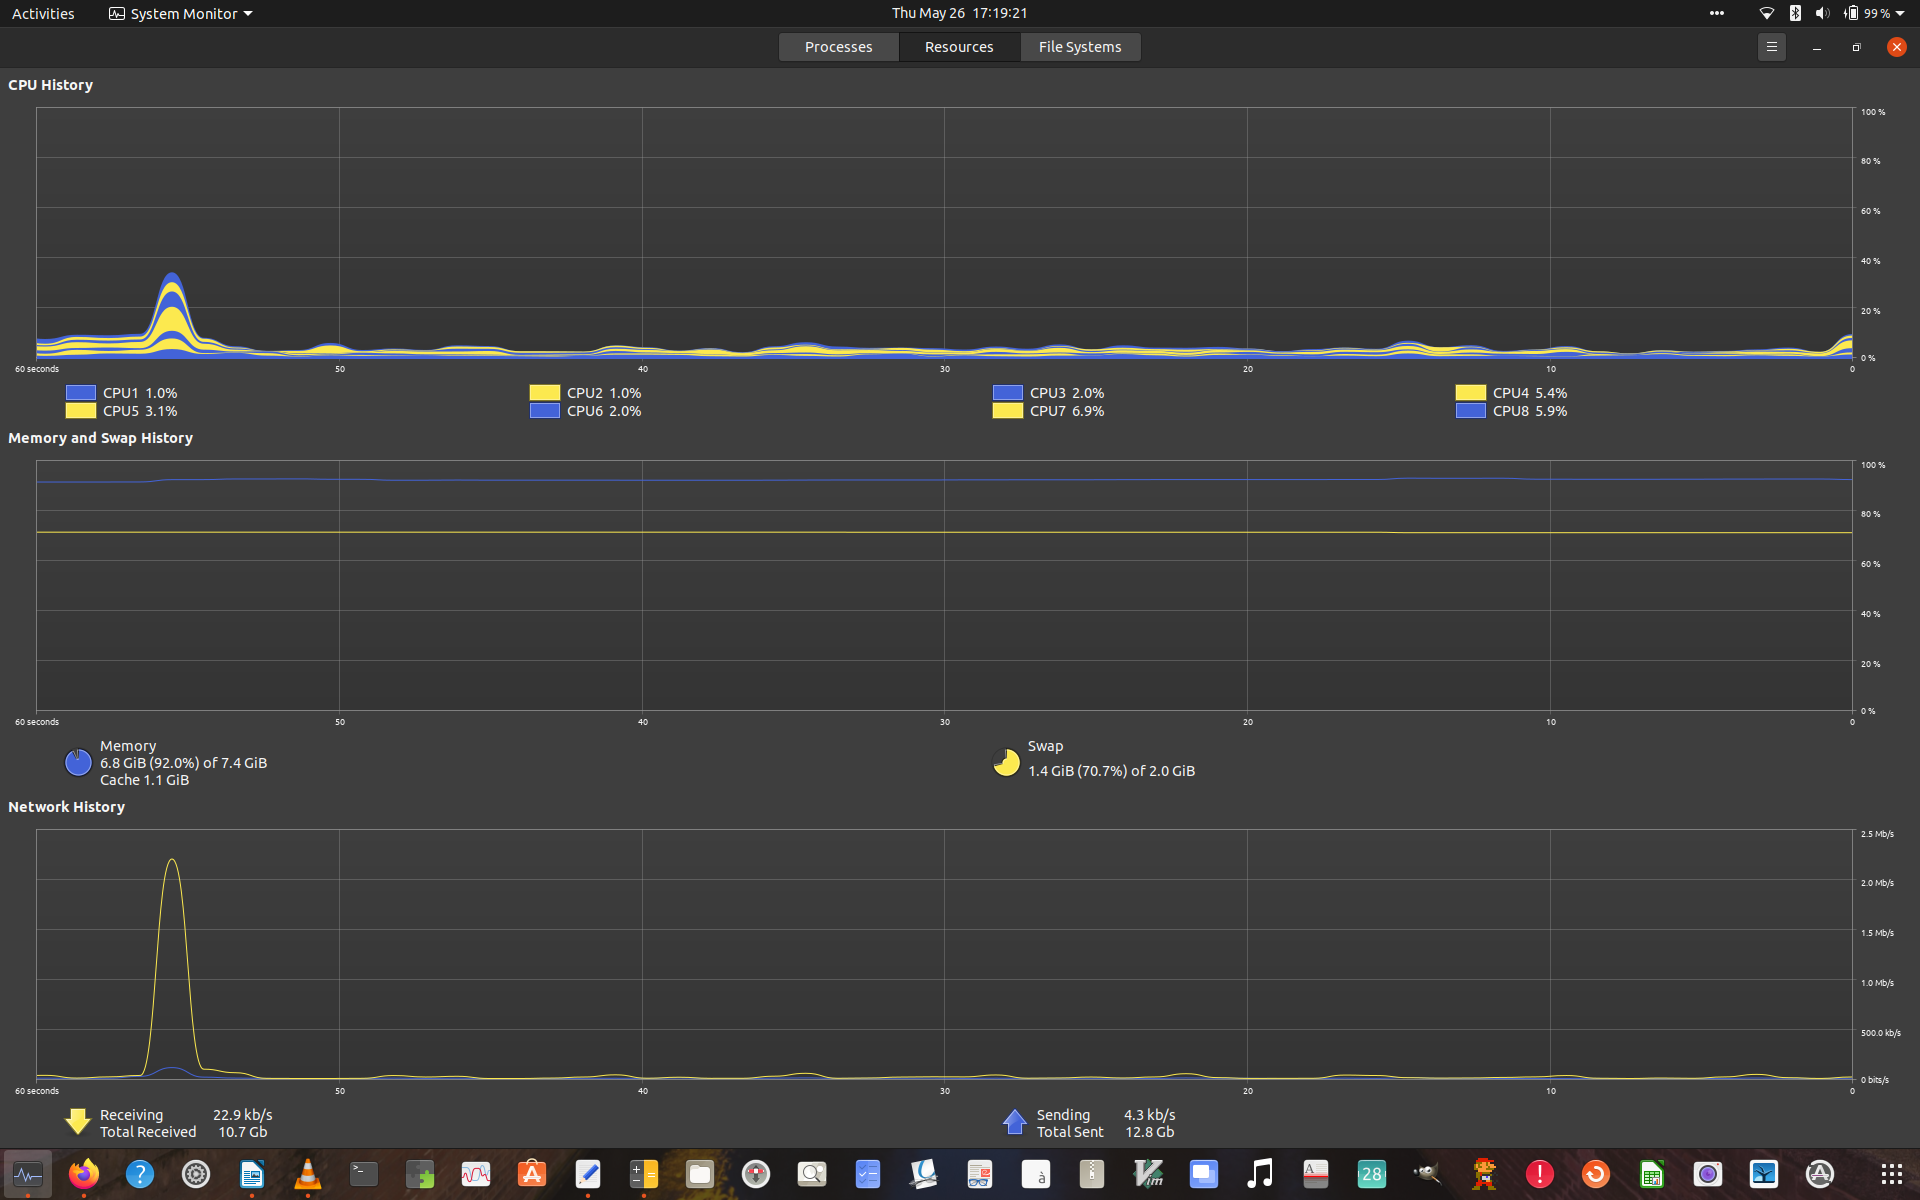 Activities
System Monitor
Thu May 26 17:19:21
99 %
Processes
Resources
File Systems
CPU History
100 %
80 %
60 %
40 %
20 %
0 %
60 seconds 50 40 30 20 10 0
CPU1 1.0% CPU2 1.0% CPU3 2.0% CPU4 5.4%
CPU5 3.1% CPU6 2.0% CPU7 6.9% CPU8 5.9%
Memory and Swap History
100 %
80 %
60 %
40 %
20 %
0 %
60 seconds 50 40 30 20 10 0
Memory
6.8 GiB (92.0%) of 7.4 GiB
Cache 1.1 GiB
Swap
1.4 GiB (70.7%) of 2.0 GiB
Network History
2.5 Mb/s
2.0 Mb/s
1.5 Mb/s
1.0 Mb/s
500.0 kb/s
0 bits/s
60 seconds 50 40 30 20 10 0
Receiving 22.9 kb/s
Total Received 10.7 Gb
Sending 4.3 kb/s
Total Sent 12.8 Gb
?
>_
à
Vim
A
28
!